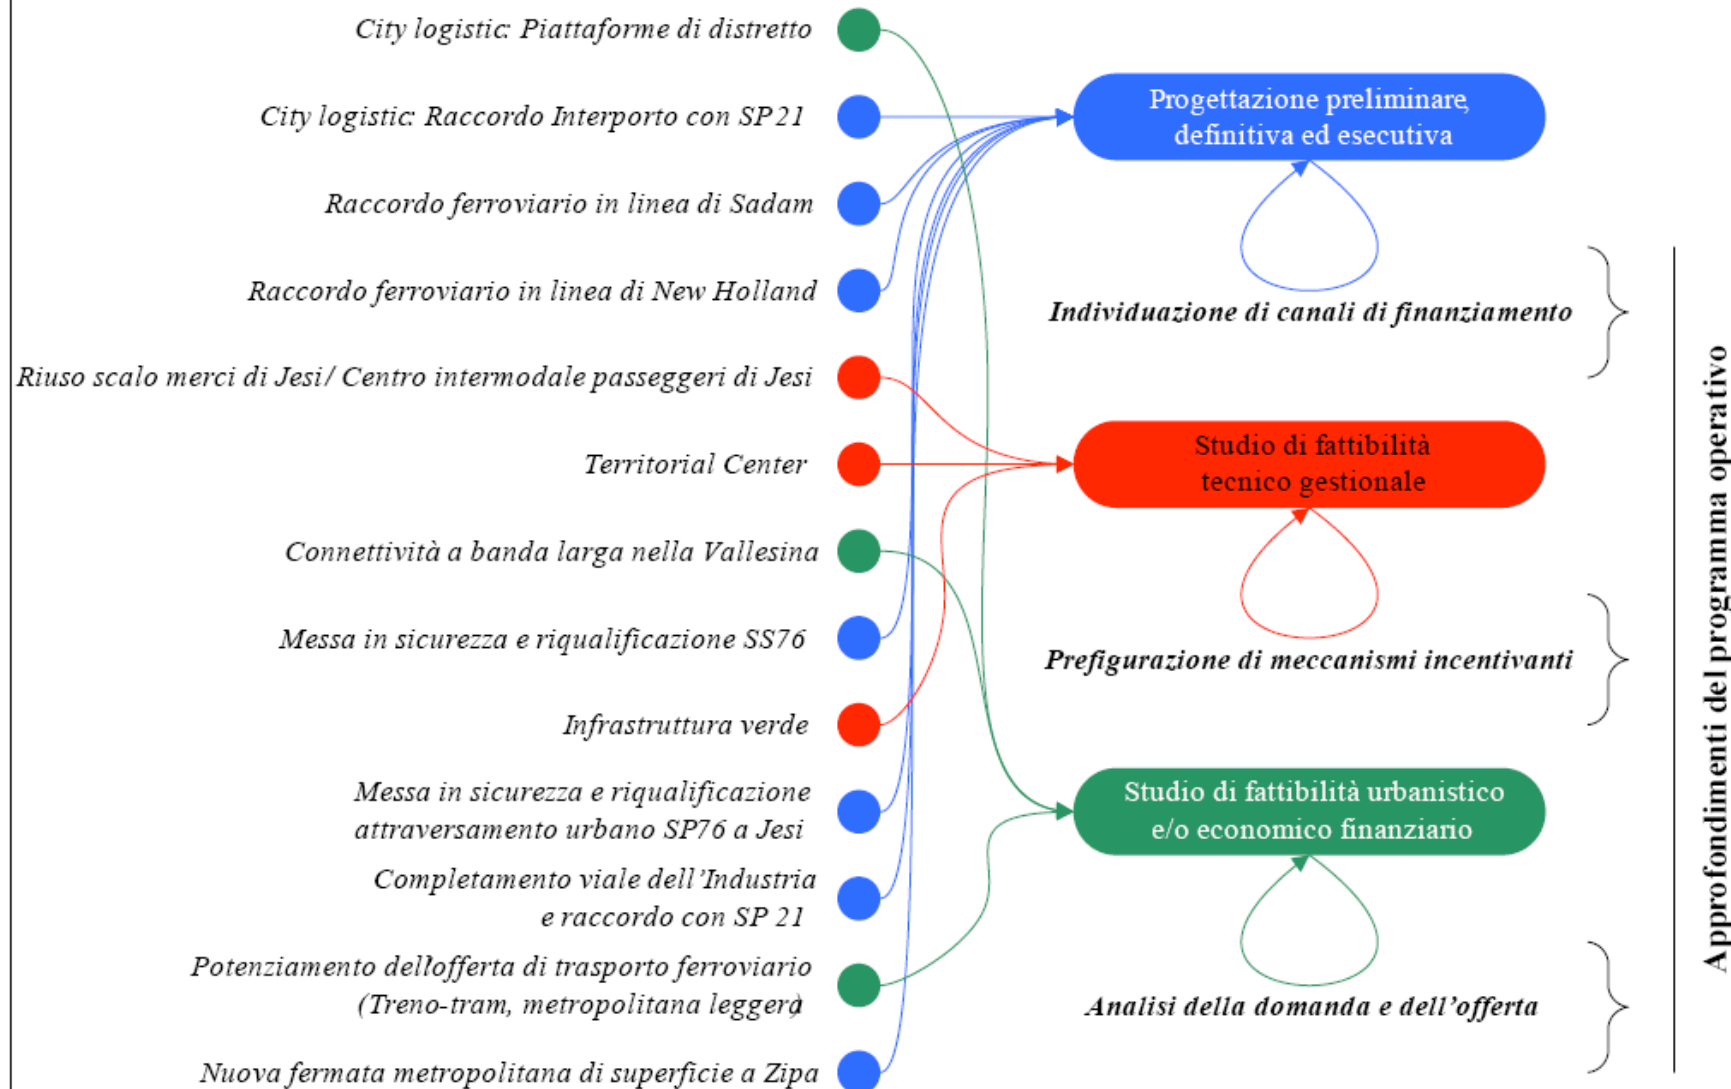 City logistic: Piattaforme di distretto
City logistic: Raccordo Interporto con SP21
Raccordo ferroviario in linea di Sadam
Raccordo ferroviario in linea di New Holland
Riuso scalo merci di Jesi/ Centro intermodale passeggeri di Jesi
Territorial Center
Connettività a banda larga nella Vallesina
Messa in sicurezza e riqualificazione SS76
Infrastruttura verde
Messa in sicurezza e riqualificazione
attraversamento urbano SP76 a Jesi
Completamento viale dell'Industria
e raccordo con SP 21
Potenziamento dell'offerta di trasporto ferroviario
(Treno-tram, metropolitana leggera)
Nuova fermata metropolitana di superficie a Zipa
Progettazione preliminare,
definitiva ed esecutiva
Individuazione di canali di finanziamento
Studio di fattibilità
tecnico gestionale
Prefigurazione di meccanismi incentivanti
Studio di fattibilità urbanistico
e/o economico finanziario
Analisi della domanda e dell'offerta
Approfondimenti del programma operativo